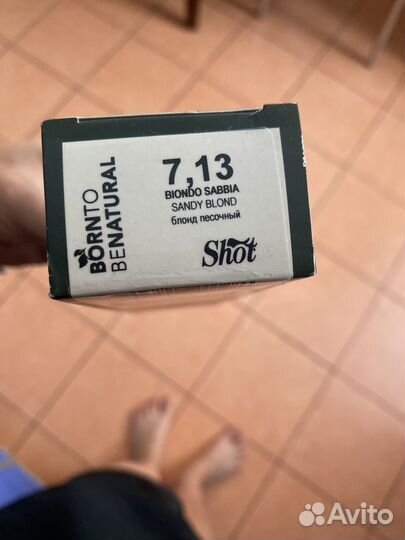 BORNTO
BENATURAL
7,13
BIONDO SABBIA
SANDY BLOND
блонд песочный
Shot
Avito